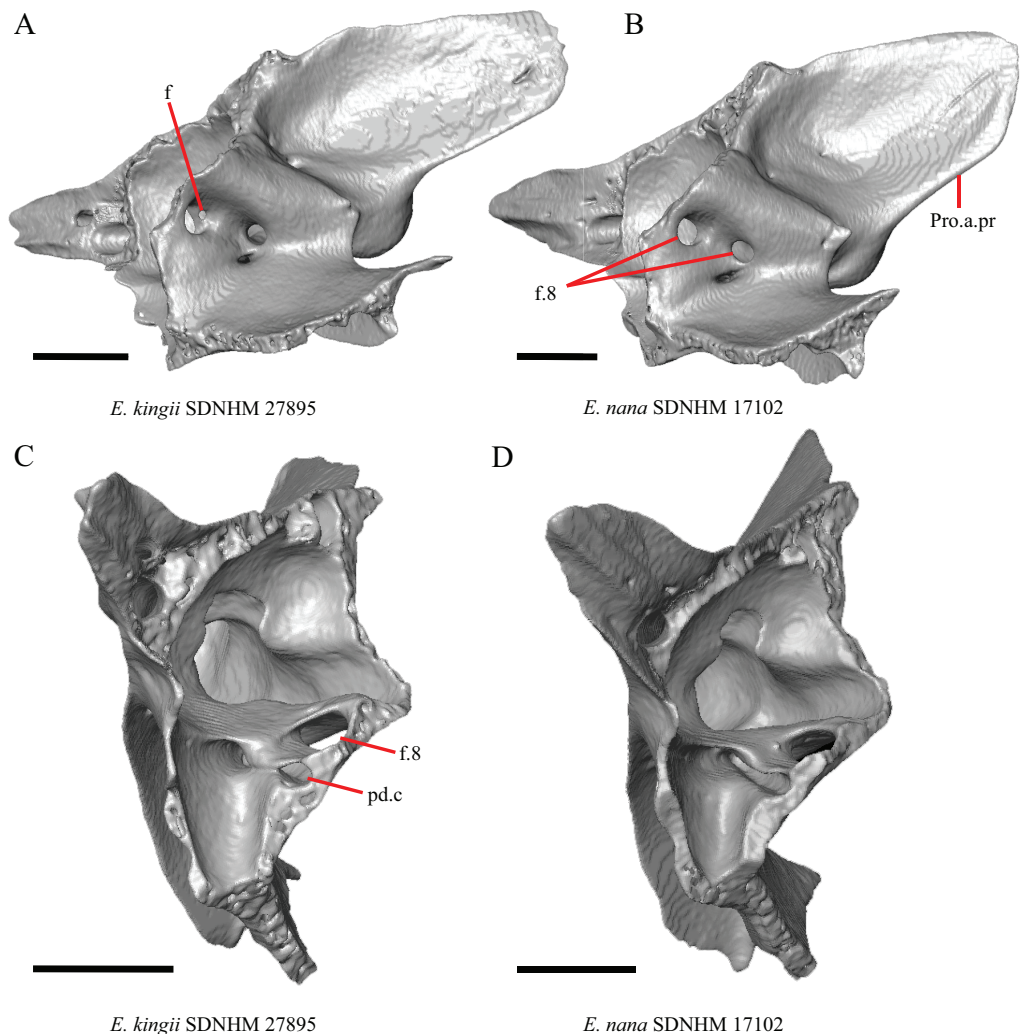 A
B
f
Pro.a.pr
f.8
E. kingii SDNHM 27895
E. nana SDNHM 17102
C
D
f.8
pd.c
E. kingii SDNHM 27895
E. nana SDNHM 17102